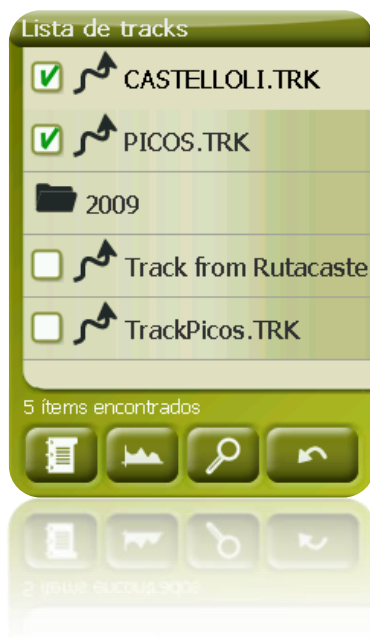 Lista de tracks
CASTELLOLI.TRK
PICOS.TRK
2009
Track from Rutacaste
TrackPicos.TRK
5 ítems encontrados